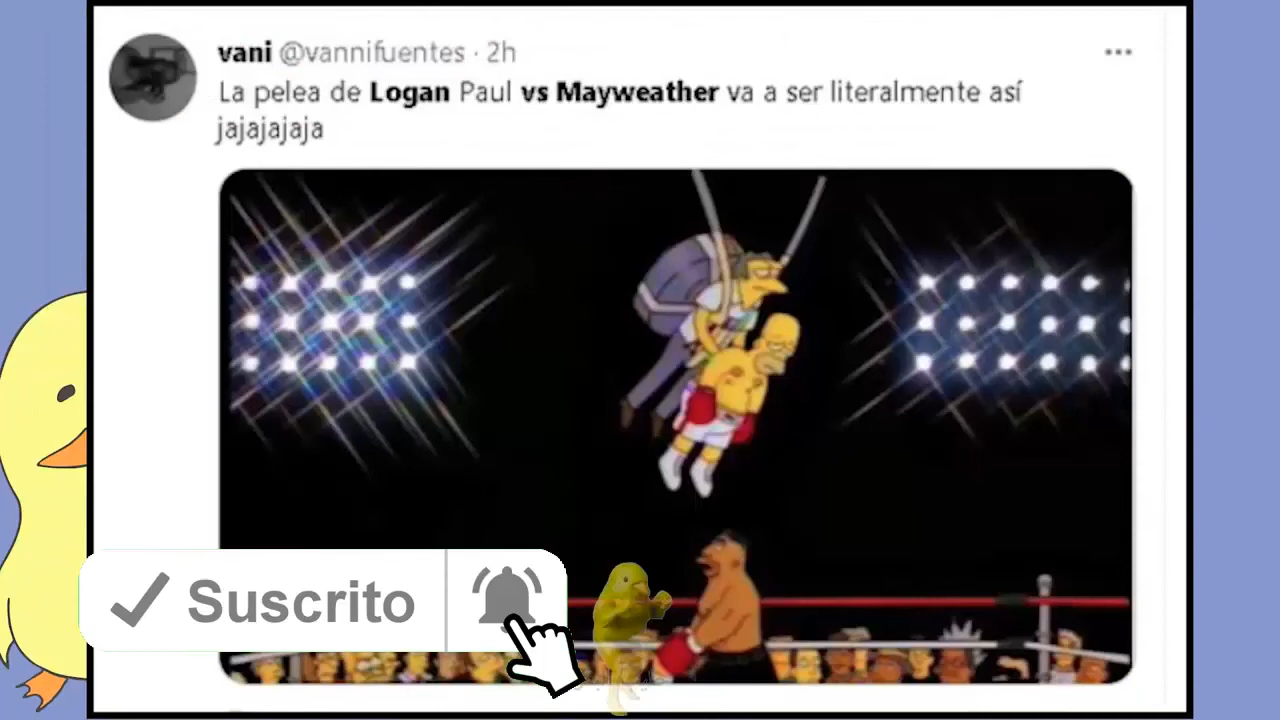 vani @vannifuentes · 2h
La pelea de Logan Paul vs Mayweather va a ser literalmente así
jajajajaja
Suscrito